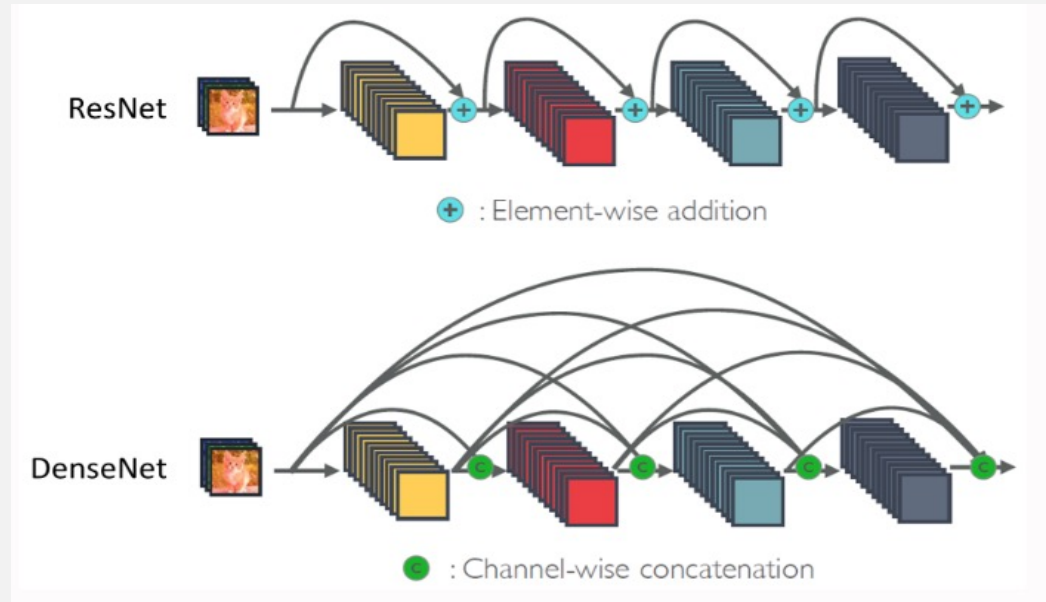 ResNet
+ + + +
+ : Element-wise addition
DenseNet
C C C C
C : Channel-wise concatenation